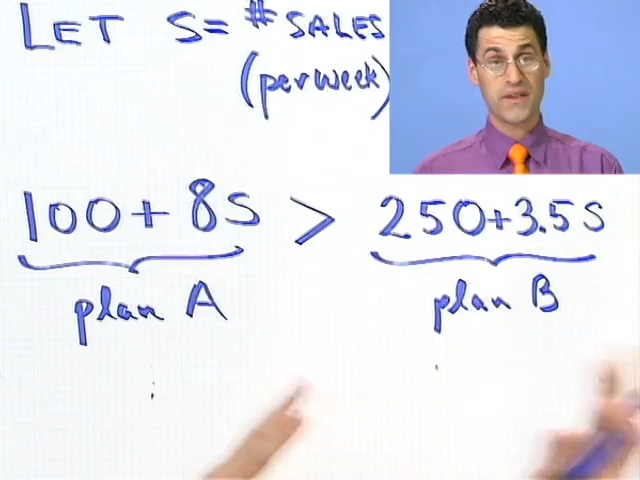 LET S = # SALES
(per week)
100 + 8S > 250 + 3.5S
plan A plan B